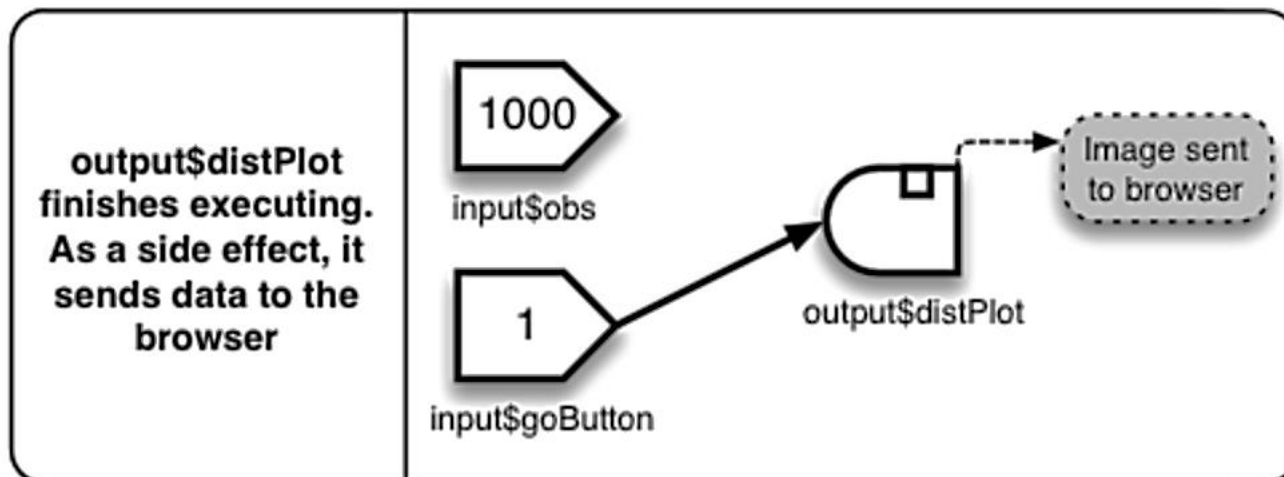 output$distPlot
finishes executing.
As a side effect, it
sends data to the
browser
1000
input$obs
1
input$goButton
output$distPlot
Image sent
to browser